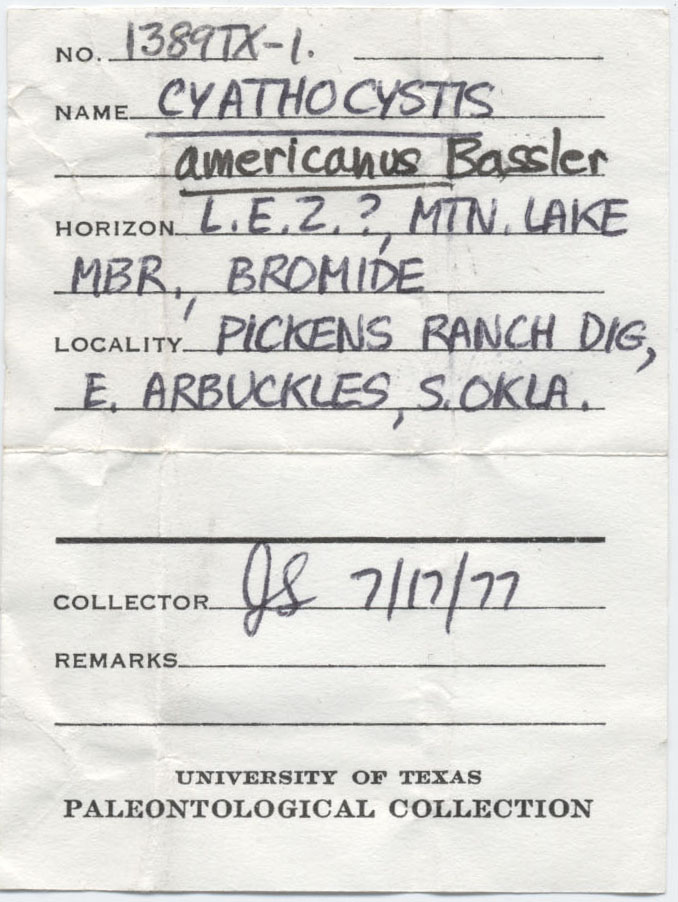 NO. 1389TX-1.
NAME CYATHOCYSTIS
americanus Bassler
HORIZON L.E.Z.?, MTN. LAKE
MBR., BROMIDE
LOCALITY PICKENS RANCH DIG,
E. ARBUCKLES, S. OKLA.
COLLECTOR JS 7/17/77
REMARKS
UNIVERSITY OF TEXAS
PALEONTOLOGICAL COLLECTION